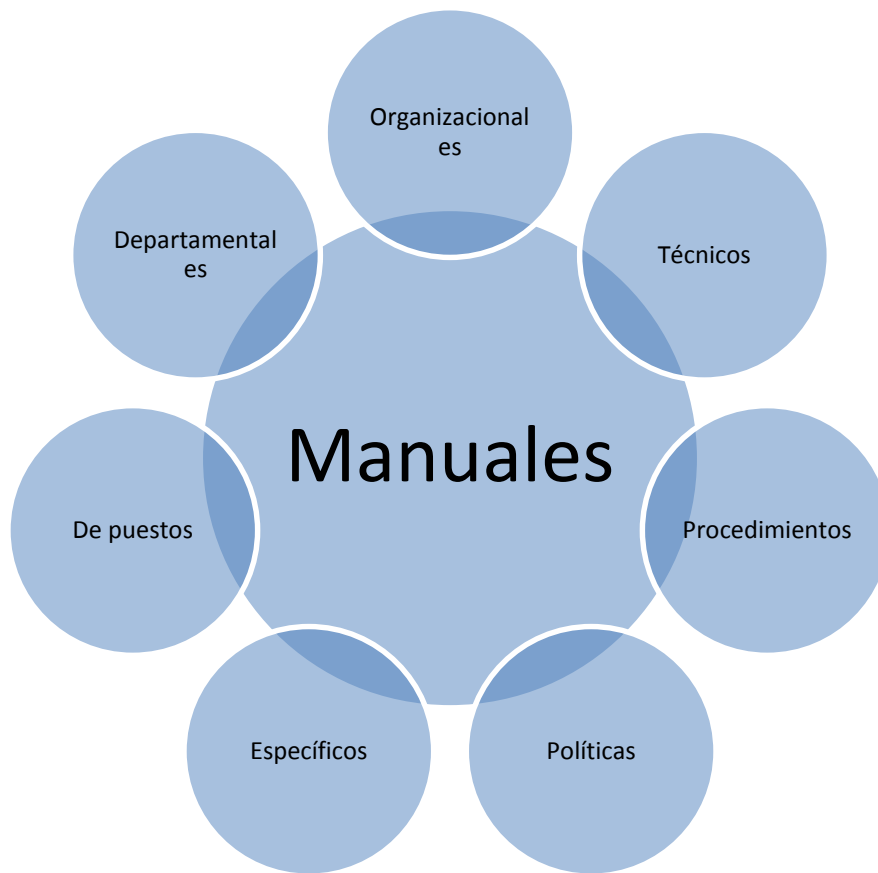 Organizacional
es
Técnicos
Procedimientos
Políticas
Específicos
De puestos
Departamental
es
Manuales